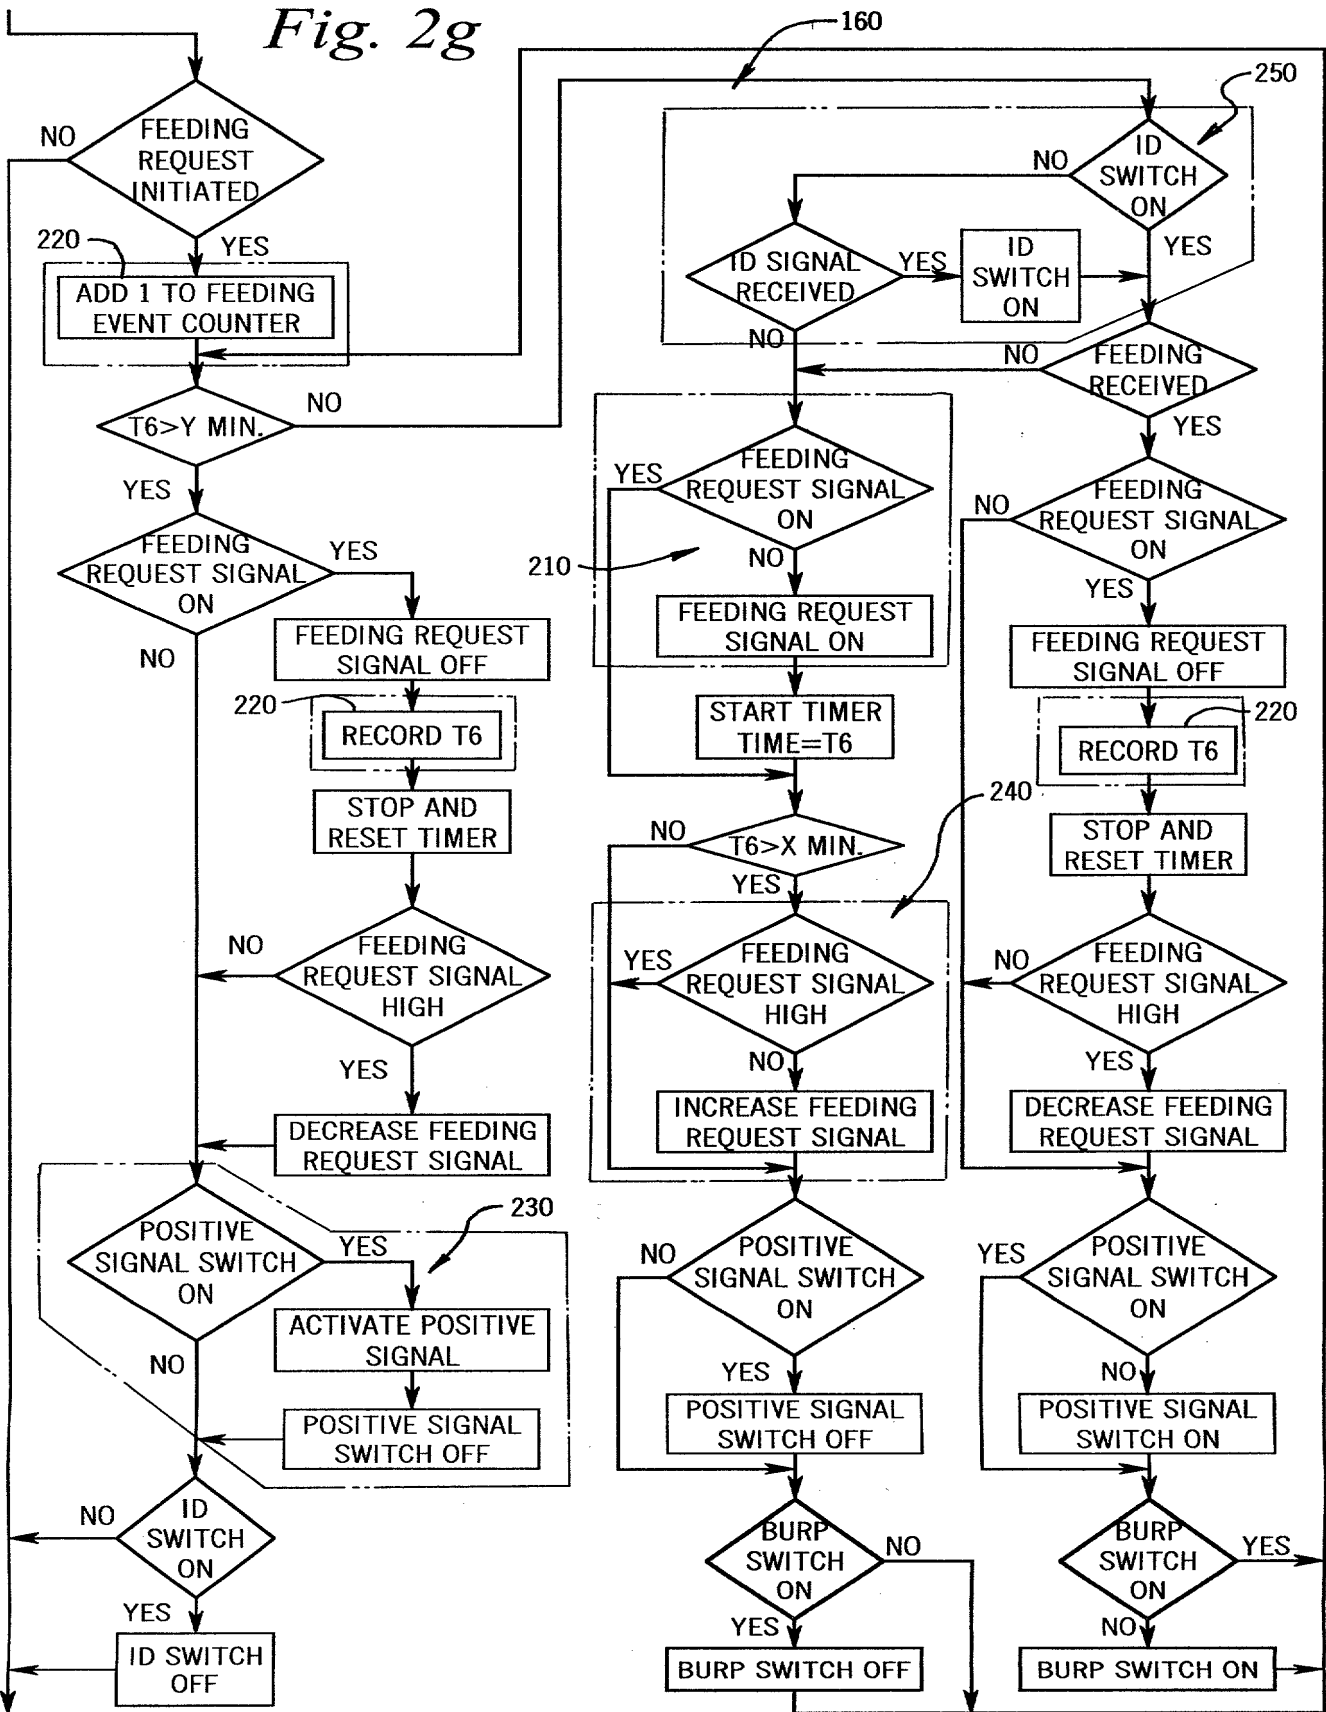 Fig. 2g
160
250
FEEDING
REQUEST
INITIATED
NO
YES
220
ADD 1 TO FEEDING
EVENT COUNTER
T6>Y MIN.
NO
YES
FEEDING
REQUEST SIGNAL
ON
YES
NO
FEEDING REQUEST
SIGNAL OFF
220
RECORD T6
STOP AND
RESET TIMER
FEEDING
REQUEST SIGNAL
HIGH
NO
YES
DECREASE FEEDING
REQUEST SIGNAL
230
POSITIVE
SIGNAL SWITCH
ON
YES
NO
ACTIVATE POSITIVE
SIGNAL
POSITIVE SIGNAL
SWITCH OFF
ID
SWITCH
ON
NO
YES
ID SWITCH
OFF
ID
SWITCH
ON
NO
YES
ID SIGNAL
RECEIVED
YES
NO
ID
SWITCH
ON
FEEDING
RECEIVED
NO
YES
FEEDING
REQUEST SIGNAL
ON
YES
NO
210
FEEDING REQUEST
SIGNAL ON
START TIMER
TIME=T6
T6>X MIN.
NO
YES
240
FEEDING
REQUEST SIGNAL
HIGH
YES
NO
INCREASE FEEDING
REQUEST SIGNAL
POSITIVE
SIGNAL SWITCH
ON
NO
YES
POSITIVE SIGNAL
SWITCH OFF
BURP
SWITCH
ON
NO
YES
BURP SWITCH OFF
FEEDING
REQUEST SIGNAL
ON
NO
YES
FEEDING REQUEST
SIGNAL OFF
220
RECORD T6
STOP AND
RESET TIMER
FEEDING
REQUEST SIGNAL
HIGH
NO
YES
DECREASE FEEDING
REQUEST SIGNAL
POSITIVE
SIGNAL SWITCH
ON
YES
NO
POSITIVE SIGNAL
SWITCH ON
BURP
SWITCH
ON
YES
NO
BURP SWITCH ON